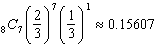 ₈C₇(2/3)⁷(1/3)¹ ≈ 0.15607